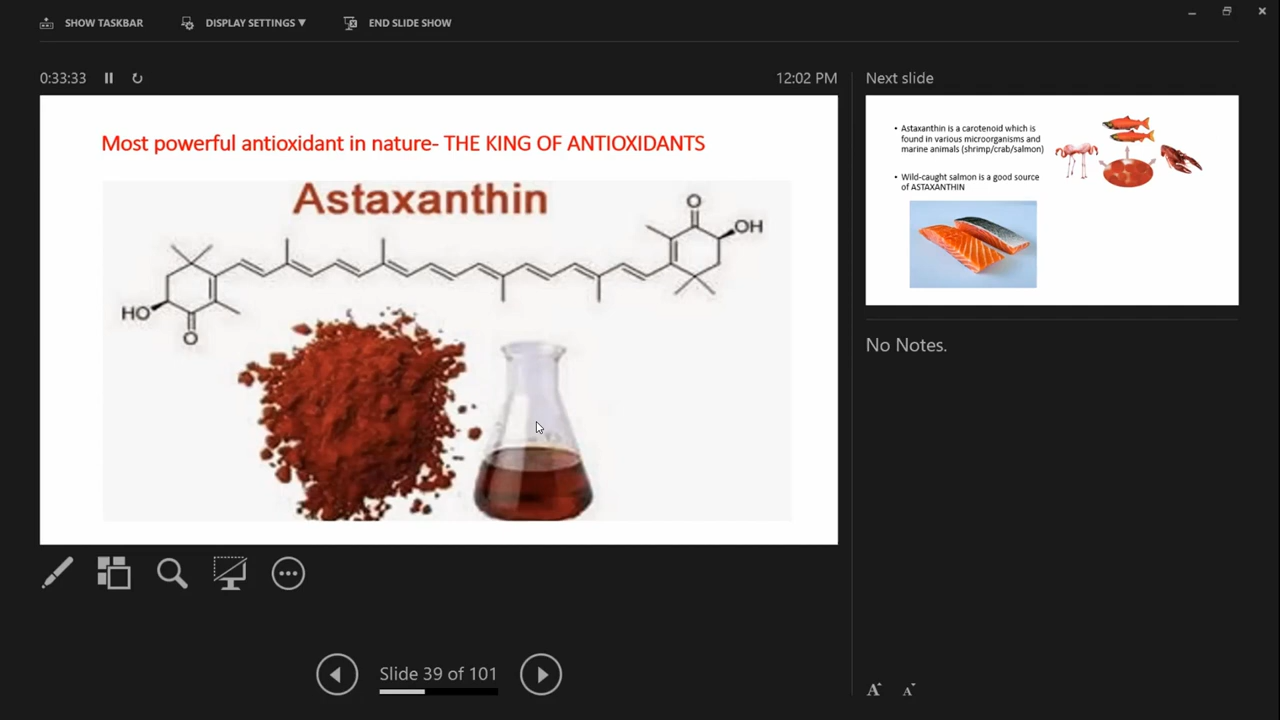 SHOW TASKBAR
DISPLAY SETTINGS ▼
END SLIDE SHOW
0:33:33
12:02 PM
Next slide
Most powerful antioxidant in nature- THE KING OF ANTIOXIDANTS
Astaxanthin
O
OH
HO
O
• Astaxanthin is a carotenoid which is
found in various microorganisms and
marine animals (shrimp/crab/salmon)
• Wild-caught salmon is a good source
of ASTAXANTHIN
No Notes.
Slide 39 of 101
A
A